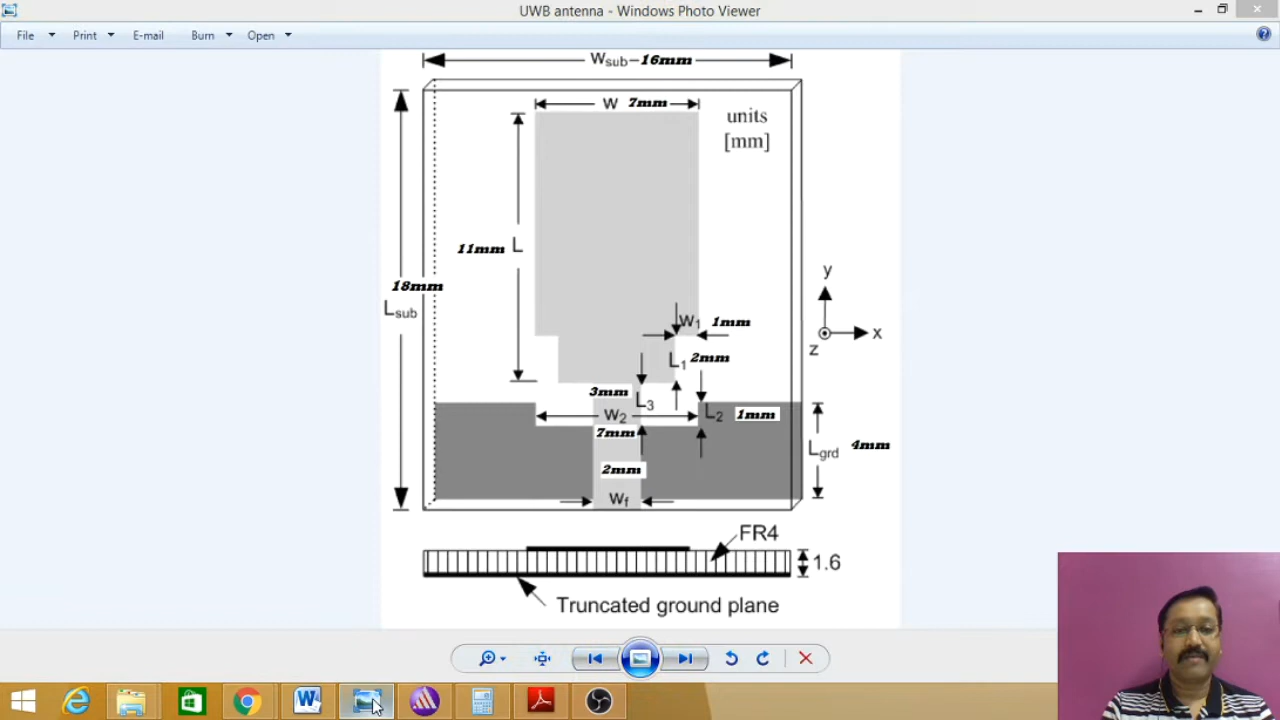 UWB antenna - Windows Photo Viewer
File Print E-mail Burn Open
Wsub-16mm
W 7mm
units
[mm]
11mm L
18mm
Lsub
y
x
z
W1 1mm
L1 2mm
3mm
L3
W2
L2 1mm
7mm
Lgrd 4mm
2mm
Wf
FR4
1.6
Truncated ground plane